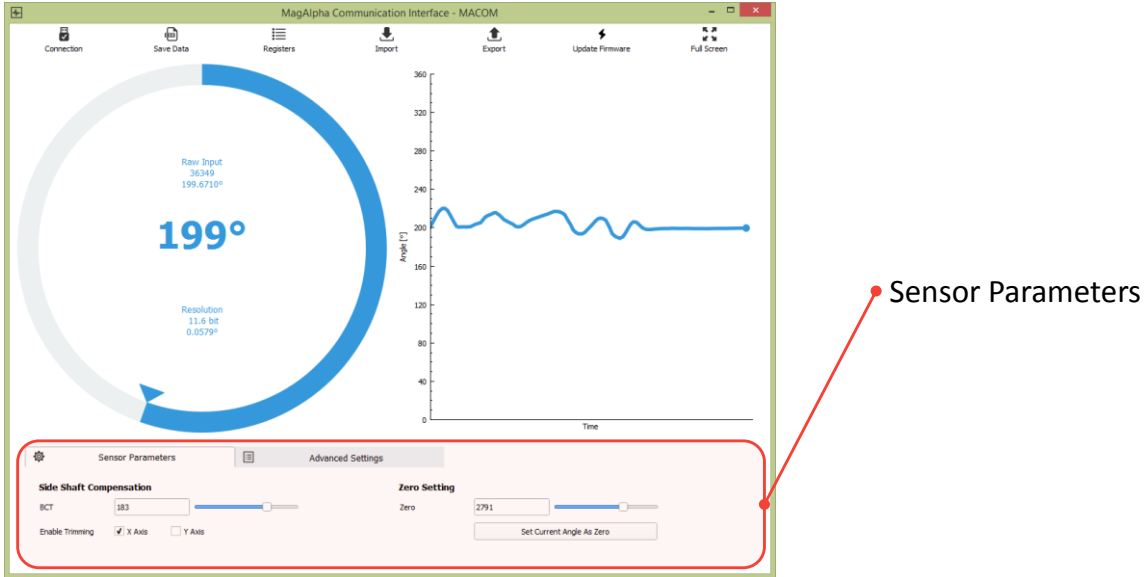 MagAlpha Communication Interface - MACOM
Connection Save Data Registers Import Export Update Firmware Full Screen
Raw Input
36349
199.6710°
199°
Resolution
11.6 bit
0.0579°
360
320
280
240
200
160
120
80
40
0
Angle [°]
Time
Sensor Parameters
Sensor Parameters Advanced Settings
Side Shaft Compensation Zero Setting
BCT 183 Zero 2791
Enable Trimming X Axis Y Axis Set Current Angle As Zero